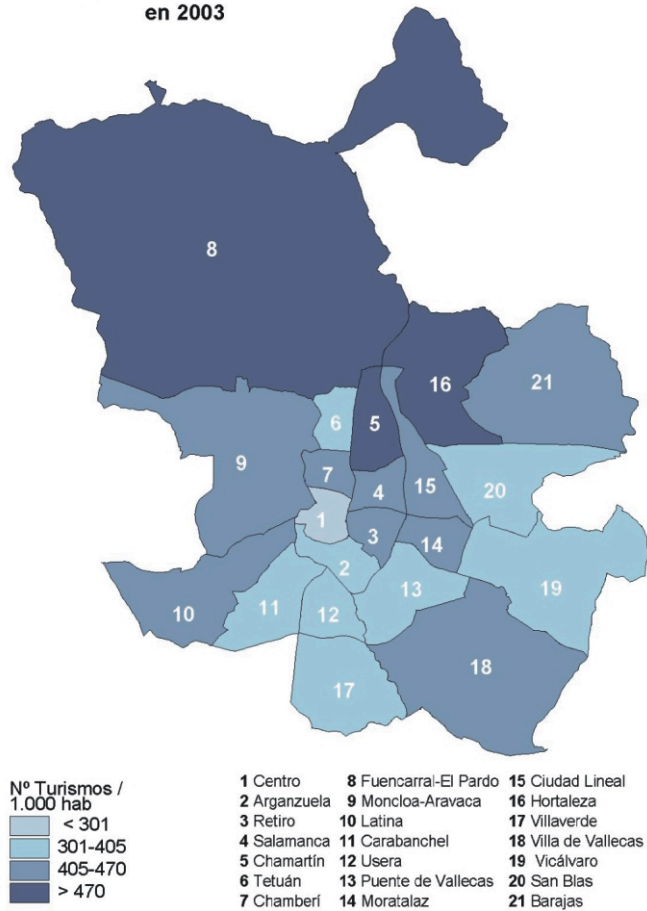 en 2003
8
16
21
6
5
9
7
4
15
20
1
3
14
2
13
19
10
11
12
18
17
Nº Turismos /
1.000 hab
< 301
301-405
405-470
> 470
1 Centro
2 Arganzuela
3 Retiro
4 Salamanca
5 Chamartín
6 Tetuán
7 Chamberí
8 Fuencarral-El Pardo
9 Moncloa-Aravaca
10 Latina
11 Carabanchel
12 Usera
13 Puente de Vallecas
14 Moratalaz
15 Ciudad Lineal
16 Hortaleza
17 Villaverde
18 Villa de Vallecas
19 Vicálvaro
20 San Blas
21 Barajas